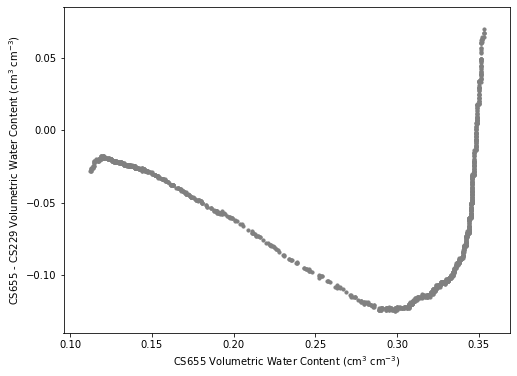 0.05
0.00
−0.05
−0.10
CS655 - CS229 Volumetric Water Content (cm³ cm⁻³)
0.10 0.15 0.20 0.25 0.30 0.35
CS655 Volumetric Water Content (cm³ cm⁻³)